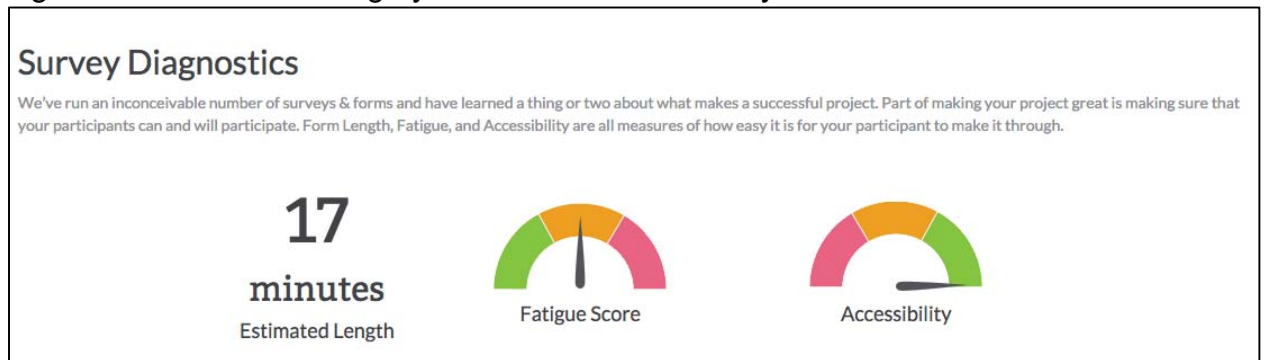 Survey Diagnostics
We've run an inconceivable number of surveys & forms and have learned a thing or two about what makes a successful project. Part of making your project great is making sure that
your participants can and will participate. Form Length, Fatigue, and Accessibility are all measures of how easy it is for your participant to make it through.
17
minutes
Estimated Length
Fatigue Score
Accessibility